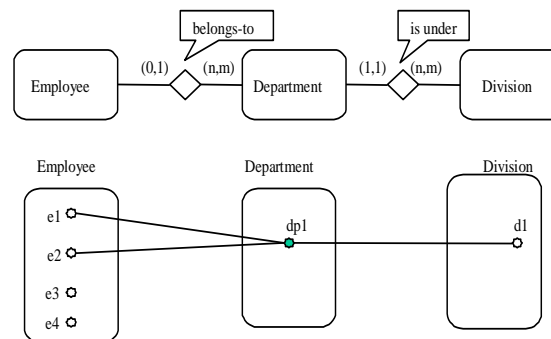 belongs-to is under
(0,1) (n,m) (1,1) (n,m)
Employee Department Division
Employee Department Division
e1
dp1 d1
e2
e3
e4